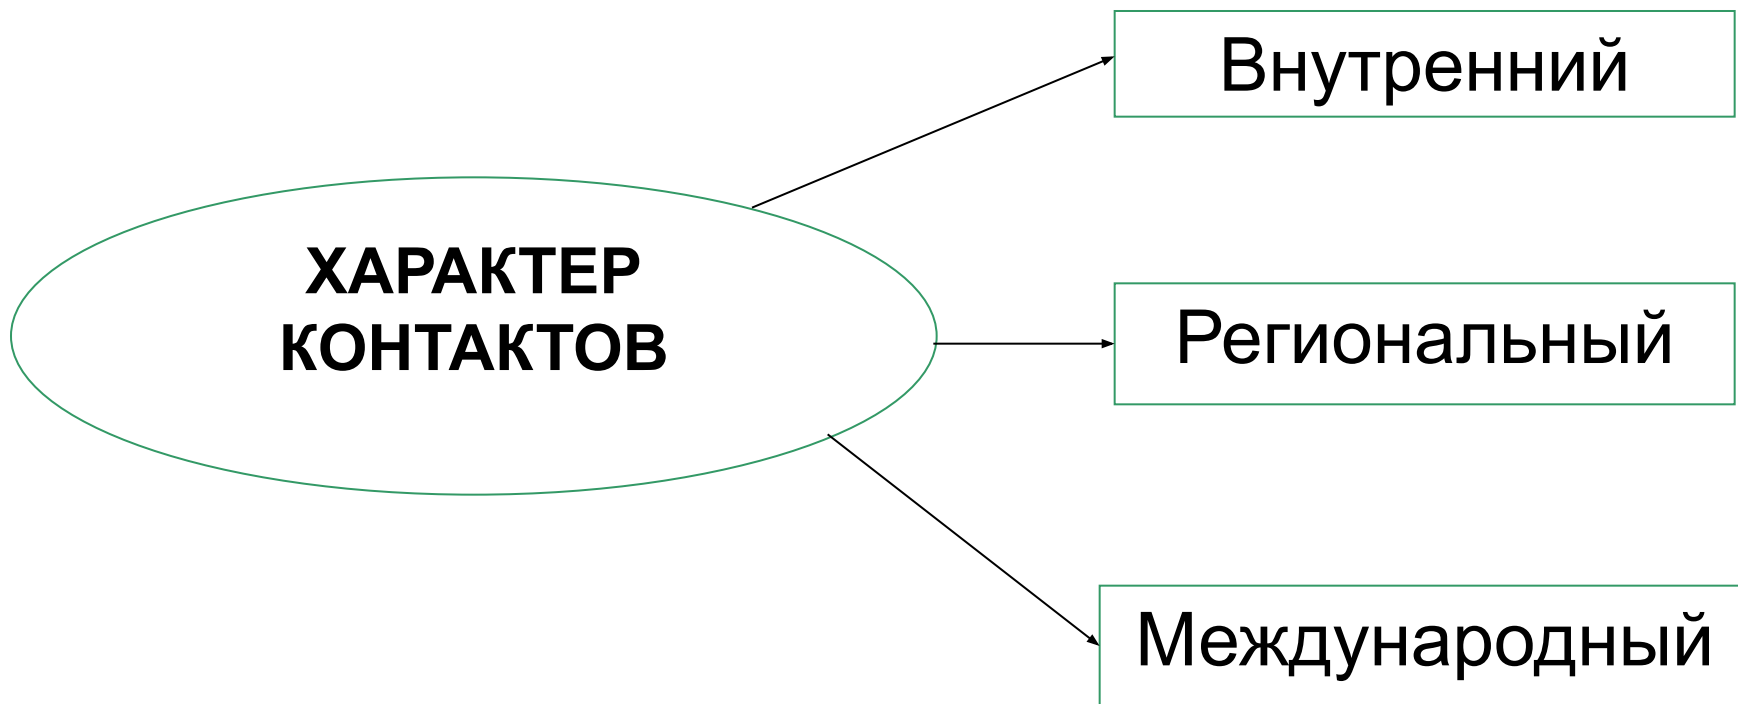 ХАРАКТЕР
КОНТАКТОВ
Внутренний
Региональный
Международный